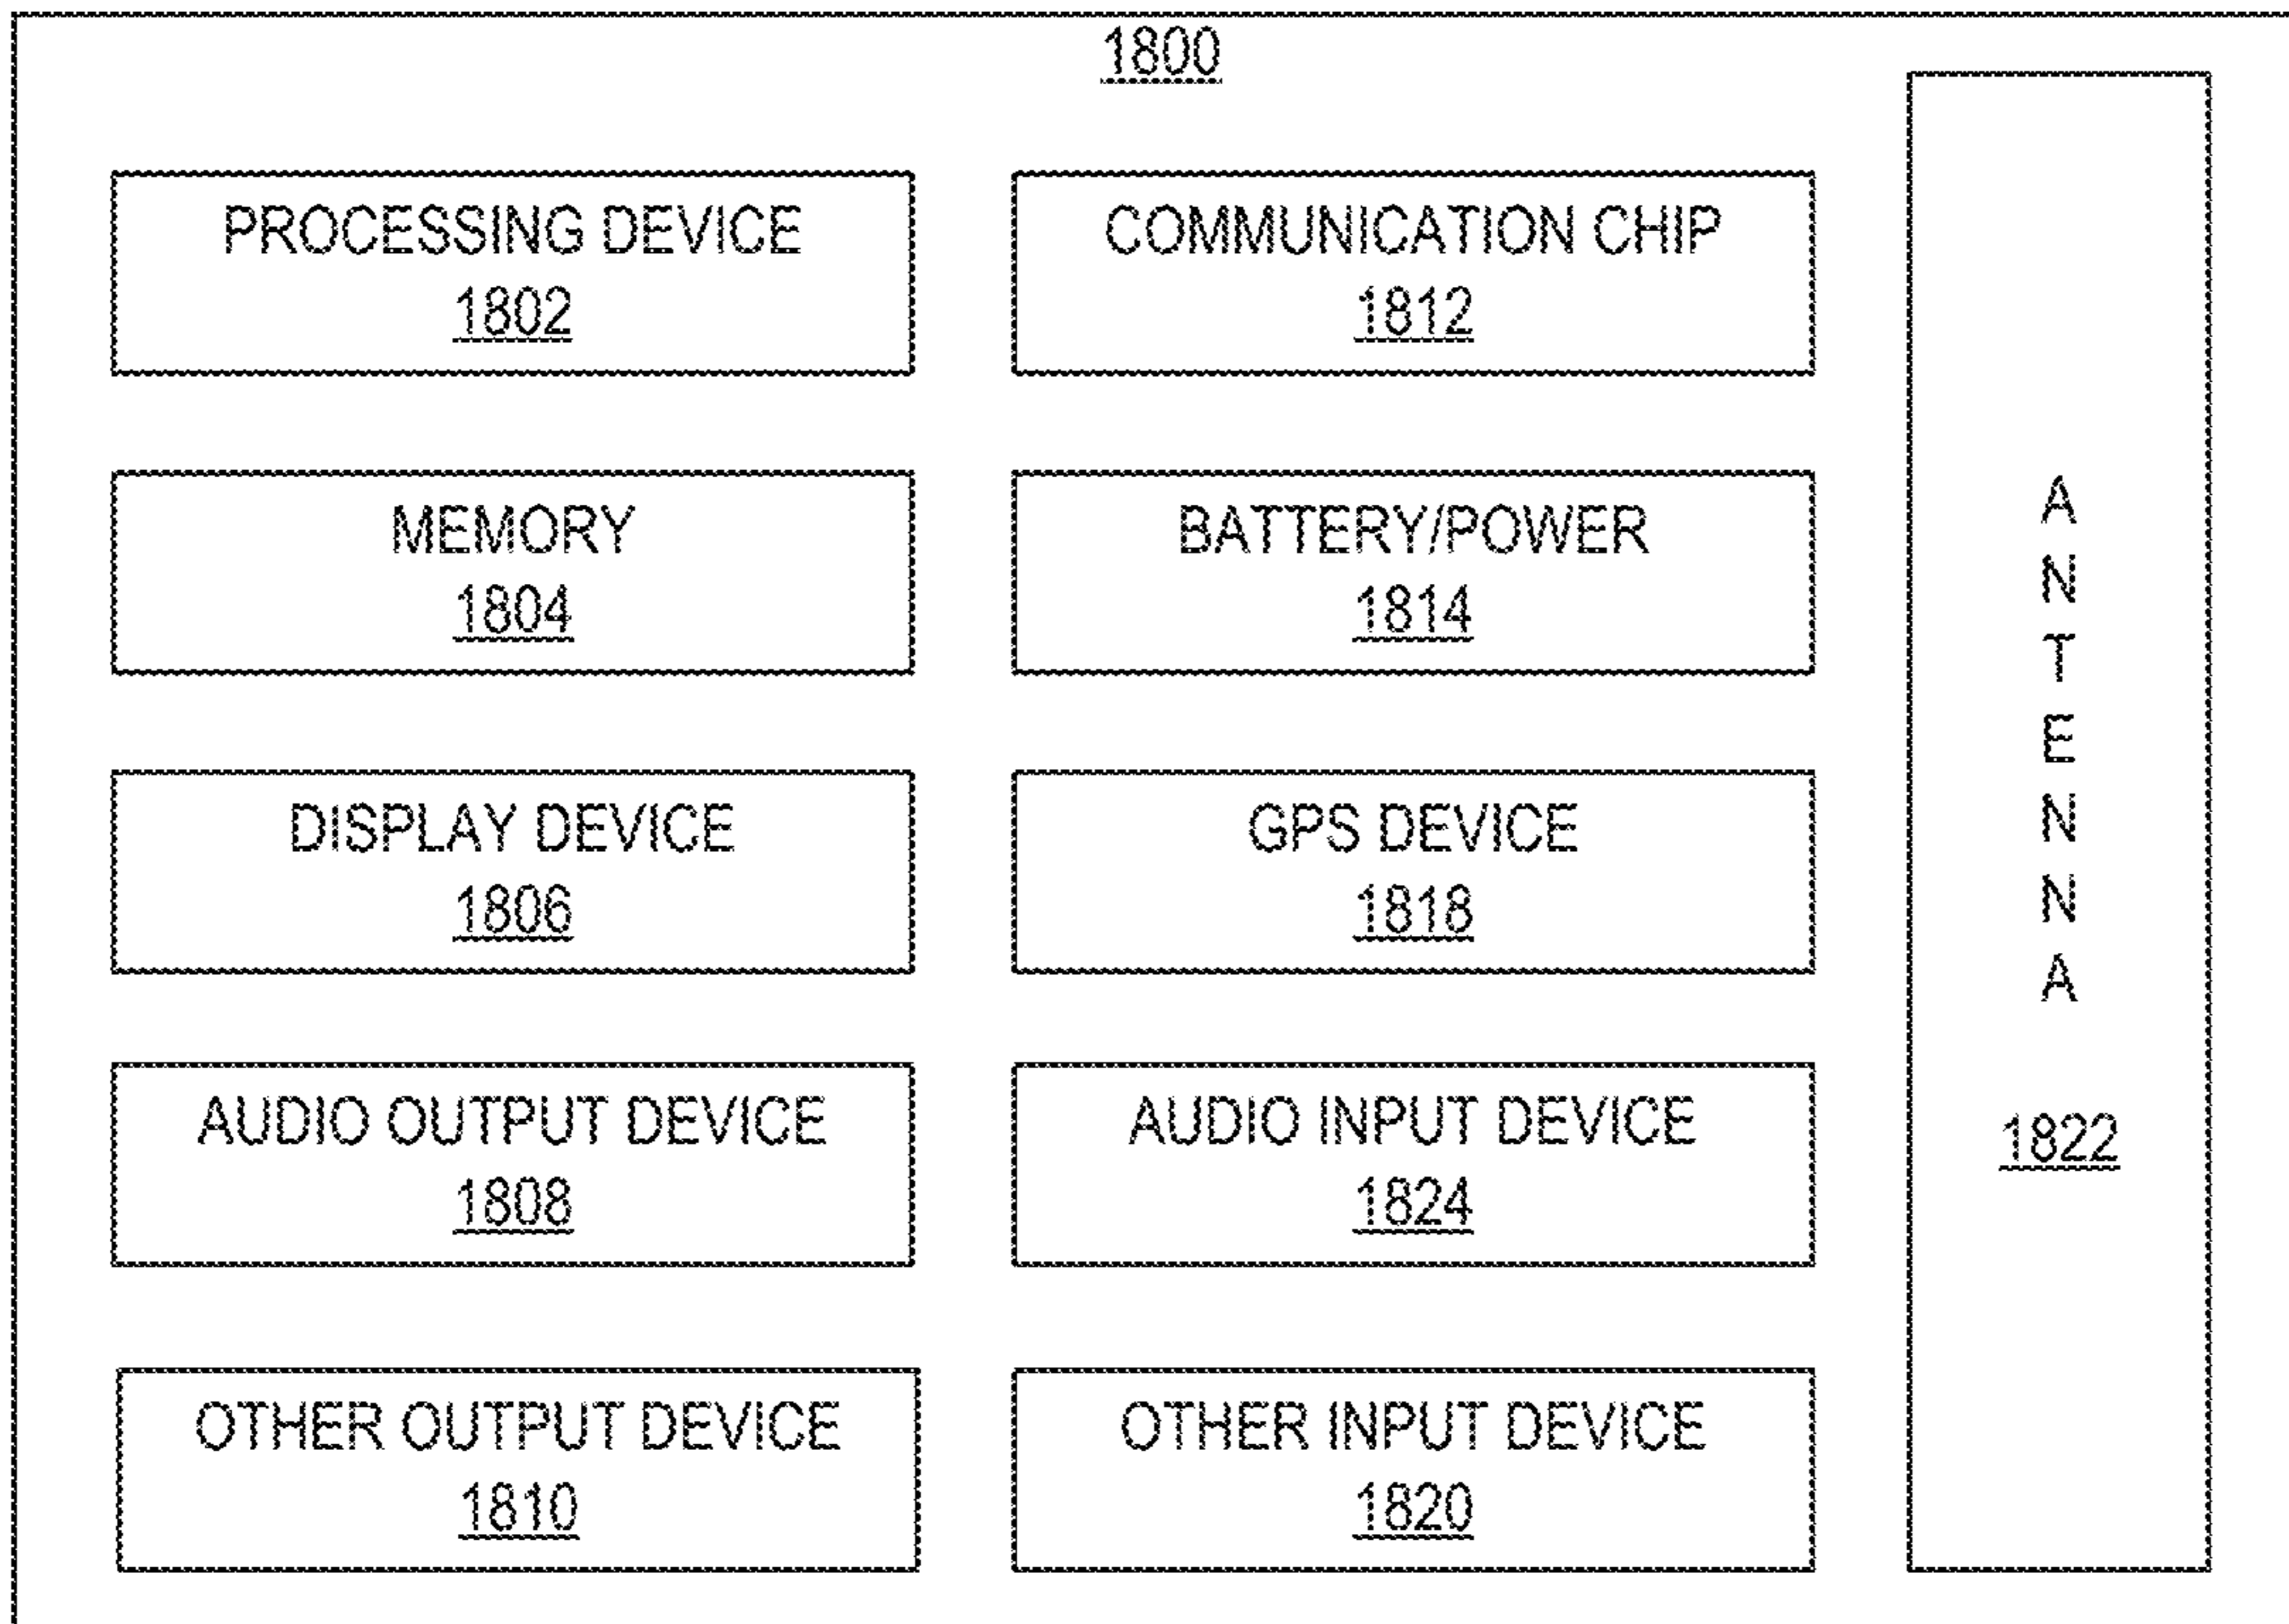 1800
PROCESSING DEVICE
1802
COMMUNICATION CHIP
1812
MEMORY
1804
BATTERY/POWER
1814
DISPLAY DEVICE
1806
GPS DEVICE
1818
AUDIO OUTPUT DEVICE
1808
AUDIO INPUT DEVICE
1824
OTHER OUTPUT DEVICE
1810
OTHER INPUT DEVICE
1820
ANTENNA
1822